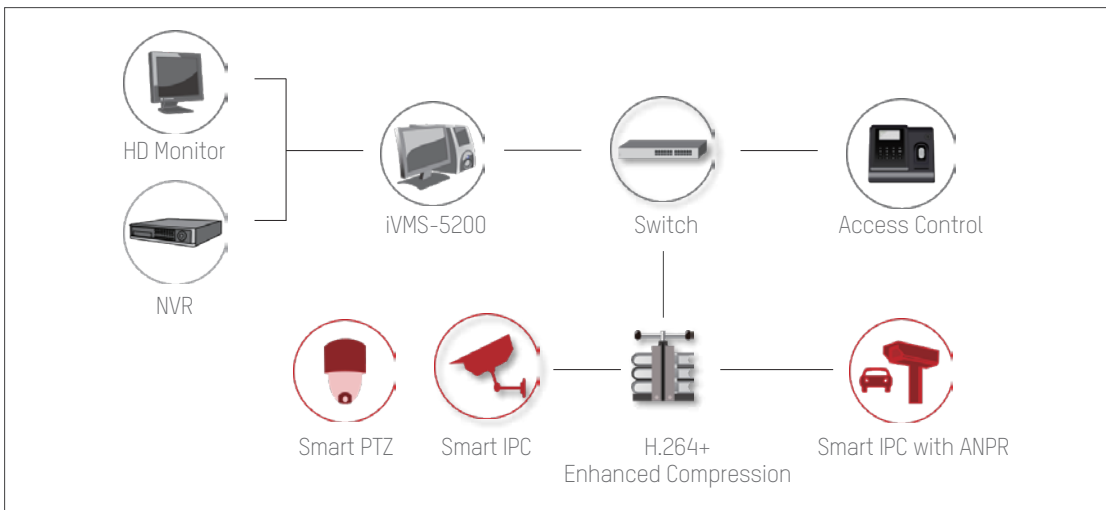 HD Monitor
iVMS-5200
Switch
Access Control
NVR
Smart PTZ
Smart IPC
H.264+
Enhanced Compression
Smart IPC with ANPR